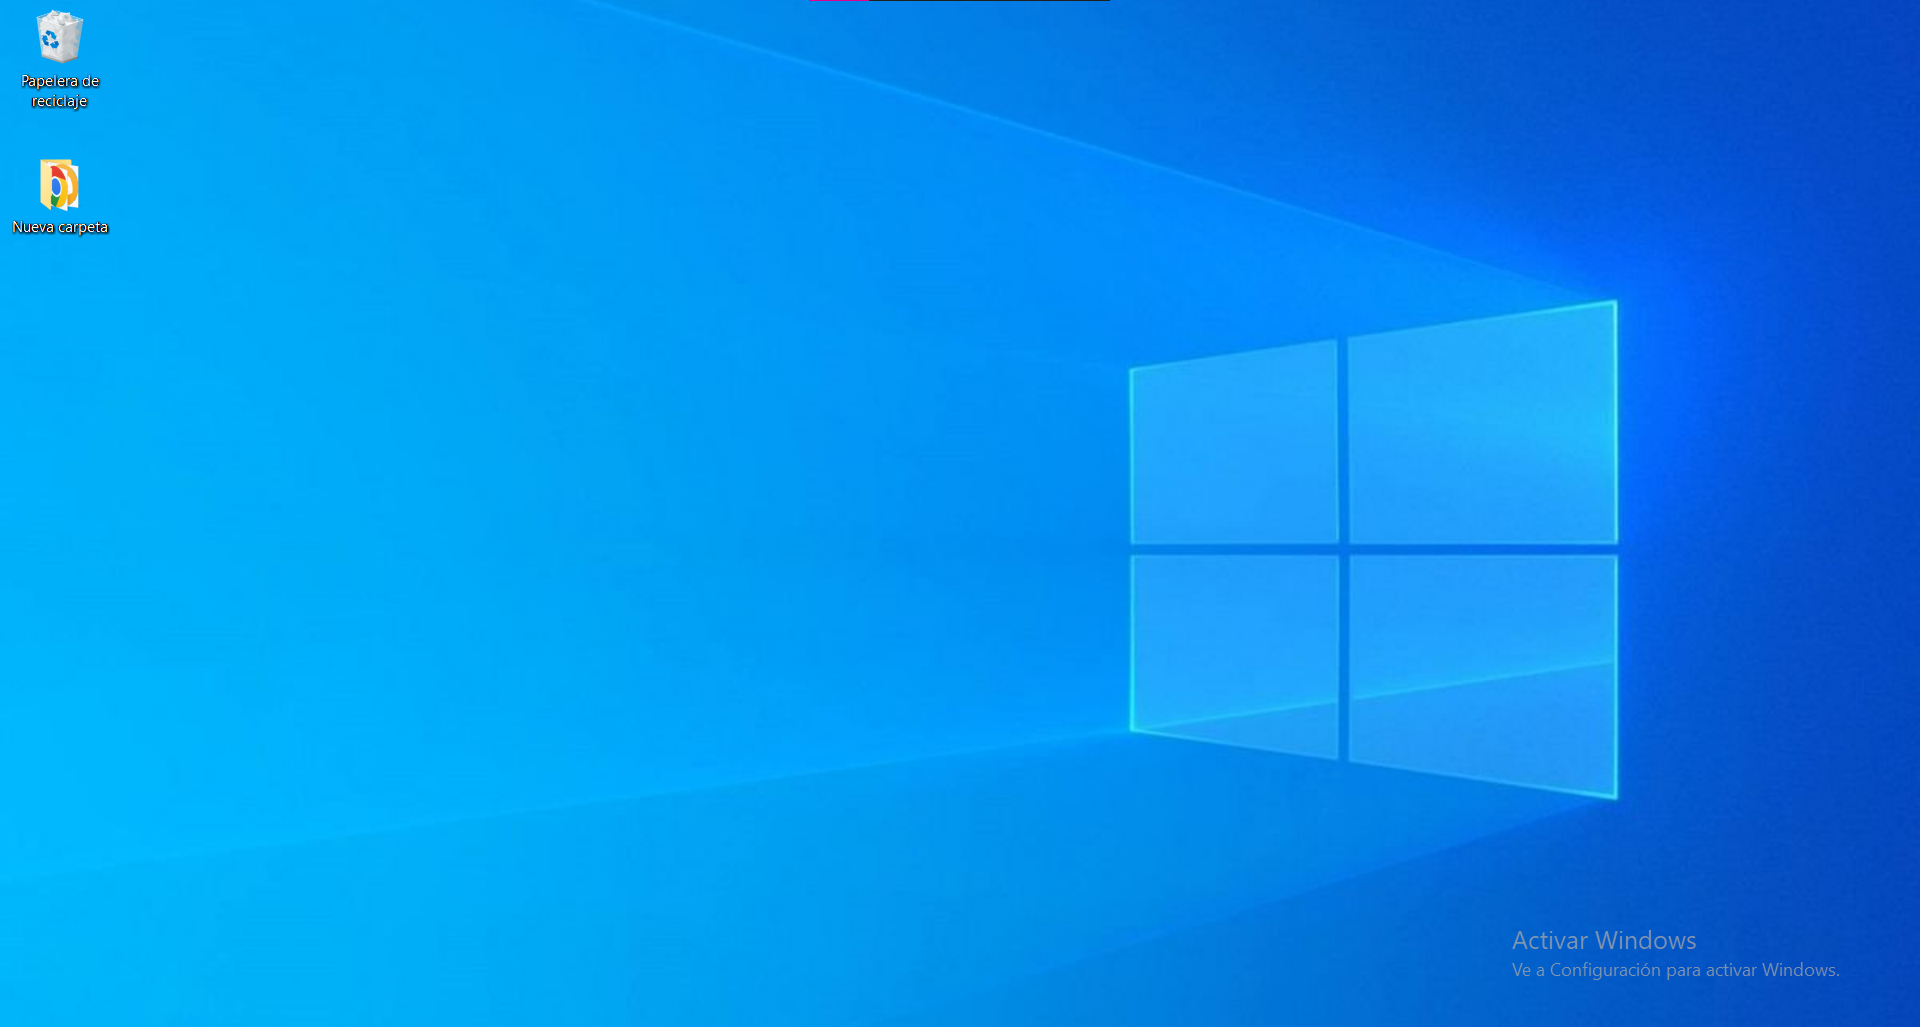 Papelera de
reciclaje
Nueva carpeta
Activar Windows
Ve a Configuración para activar Windows.